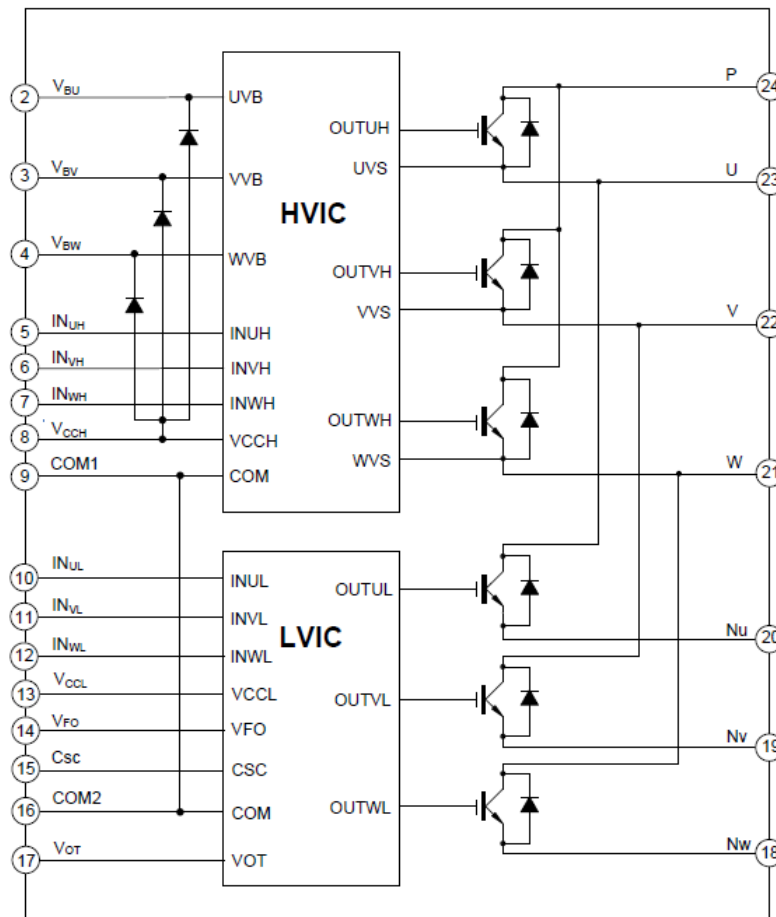 2 VBU UVB
3 VBV VVB
4 VBW WVB
5 INUH INUH
6 INVH INVH
7 INWH INWH
8 VCCH VCCH
9 COM1 COM
HVIC
OUTUH
UVS
OUTVH
VVS
OUTWH
WVS
P 24
U 23
V 22
W 21
10 INUL INUL
11 INVL INVL
12 INWL INWL
13 VCCL VCCL
14 VFO VFO
15 CSC CSC
16 COM2 COM
17 VOT VOT
LVIC
OUTUL
OUTVL
OUTWL
Nu 20
Nv 19
Nw 18